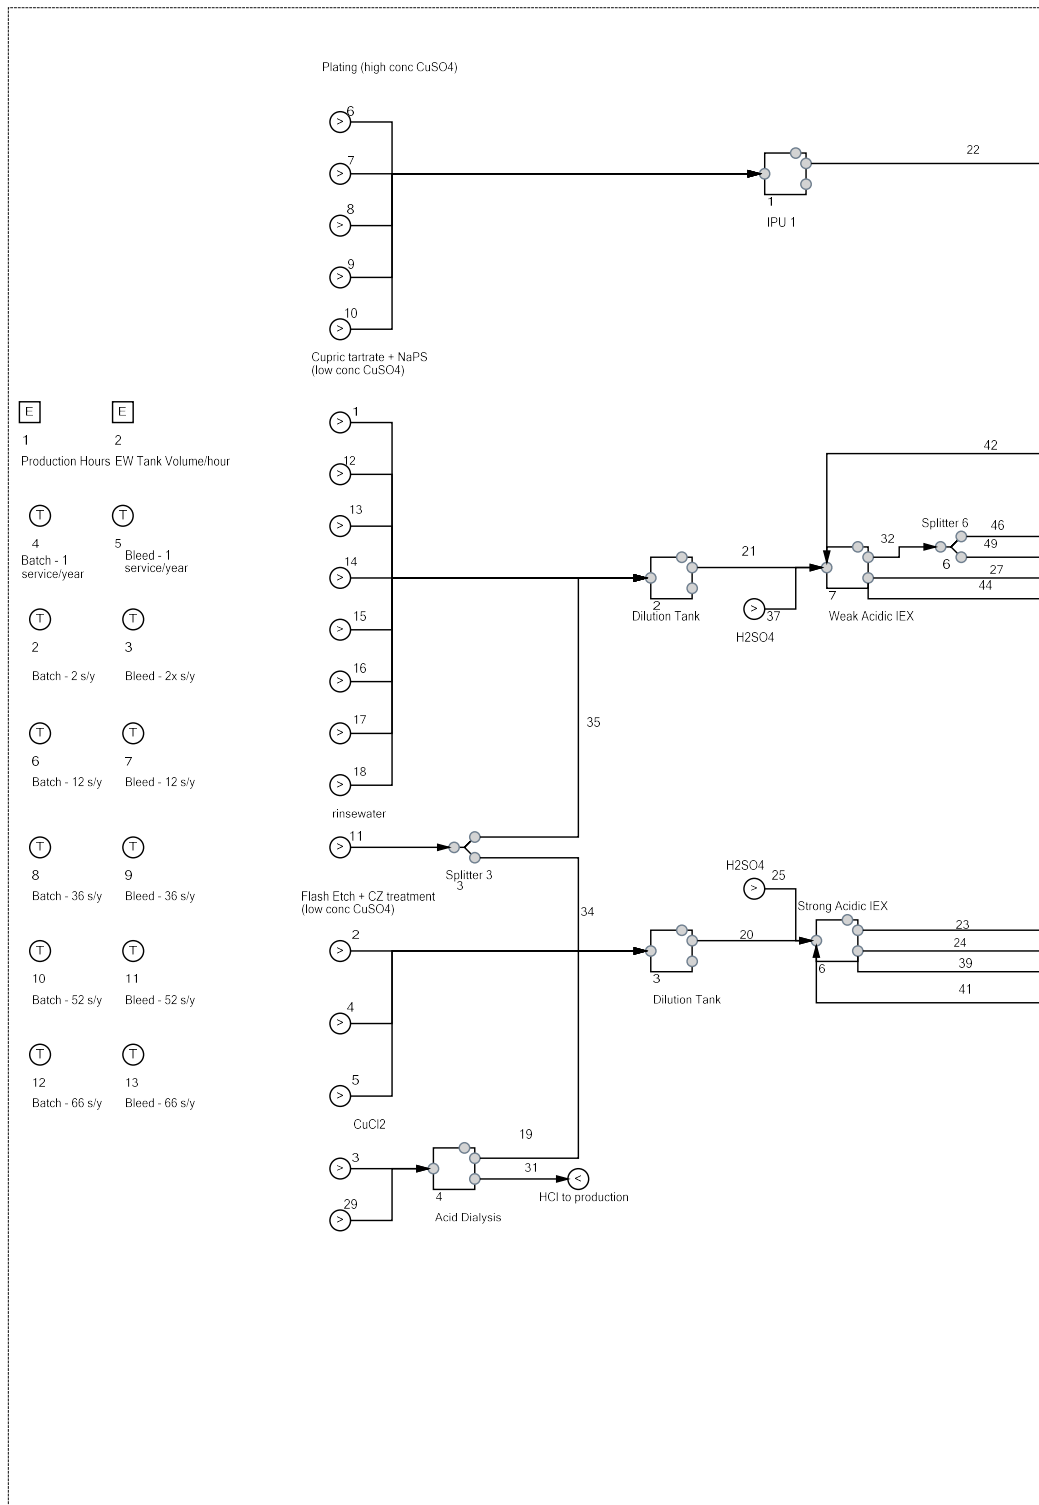 Plating (high conc CuSO4)
> 6
> 7
> 8
> 9
> 10
1
IPU 1
22
Cupric tartrate + NaPS
(low conc CuSO4)
E E
1 2
Production Hours EW Tank Volume/hour
T T
4 5
Batch - 1
service/year
Bleed - 1
service/year
T T
2 3
Batch - 2 s/y Bleed - 2x s/y
T T
6 7
Batch - 12 s/y Bleed - 12 s/y
T T
8 9
Batch - 36 s/y Bleed - 36 s/y
T T
10 11
Batch - 52 s/y Bleed - 52 s/y
T T
12 13
Batch - 66 s/y Bleed - 66 s/y
> 1
> 12
> 13
> 14
> 15
> 16
> 17
> 18
2
Dilution Tank
21
> 37
H2SO4
42
32
Splitter 6
6
46
49
27
44
7
Weak Acidic IEX
35
rinsewater
> 11
Splitter 3
3
34
Flash Etch + CZ treatment
(low conc CuSO4)
> 2
> 4
> 5
3
Dilution Tank
20
H2SO4
> 25
Strong Acidic IEX
6
23
24
39
41
CuCl2
> 3
> 29
4
Acid Dialysis
19
31
<
HCl to production